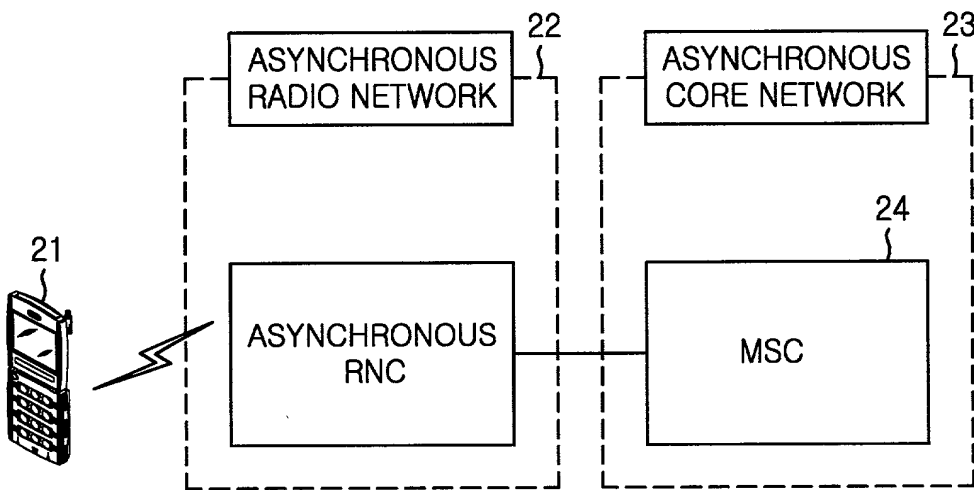 22
23
ASYNCHRONOUS
RADIO NETWORK
ASYNCHRONOUS
CORE NETWORK
21
24
ASYNCHRONOUS
RNC
MSC